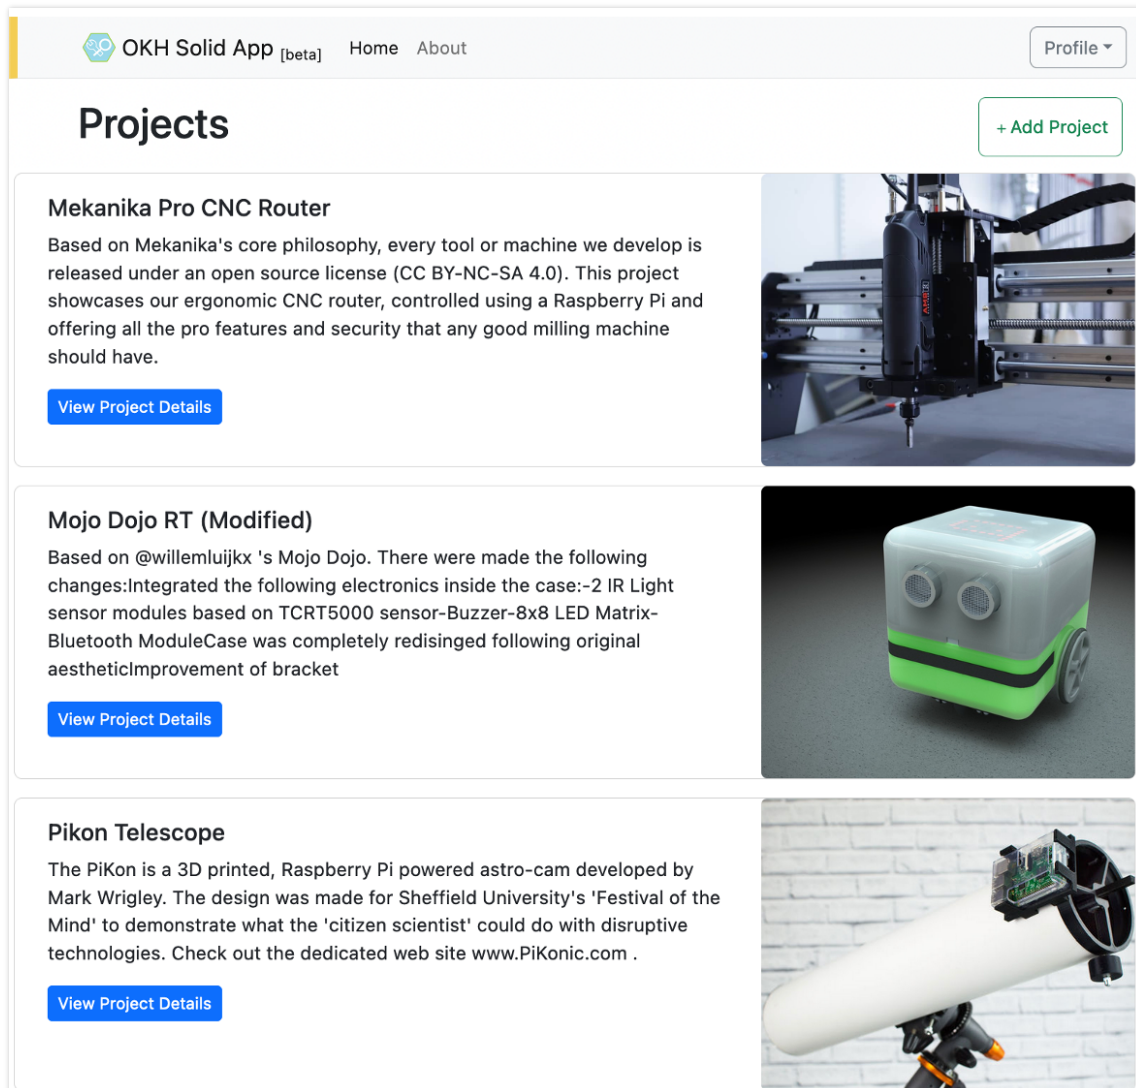 OKH Solid App [beta] Home About Profile
Projects
+ Add Project
Mekanika Pro CNC Router
Based on Mekanika's core philosophy, every tool or machine we develop is
released under an open source license (CC BY-NC-SA 4.0). This project
showcases our ergonomic CNC router, controlled using a Raspberry Pi and
offering all the pro features and security that any good milling machine
should have.
View Project Details
Mojo Dojo RT (Modified)
Based on @willemluijkx 's Mojo Dojo. There were made the following
changes:Integrated the following electronics inside the case:-2 IR Light
sensor modules based on TCRT5000 sensor-Buzzer-8x8 LED Matrix-
Bluetooth ModuleCase was completely redisinged following original
aestheticImprovement of bracket
View Project Details
Pikon Telescope
The PiKon is a 3D printed, Raspberry Pi powered astro-cam developed by
Mark Wrigley. The design was made for Sheffield University's 'Festival of the
Mind' to demonstrate what the 'citizen scientist' could do with disruptive
technologies. Check out the dedicated web site www.PiKonic.com .
View Project Details